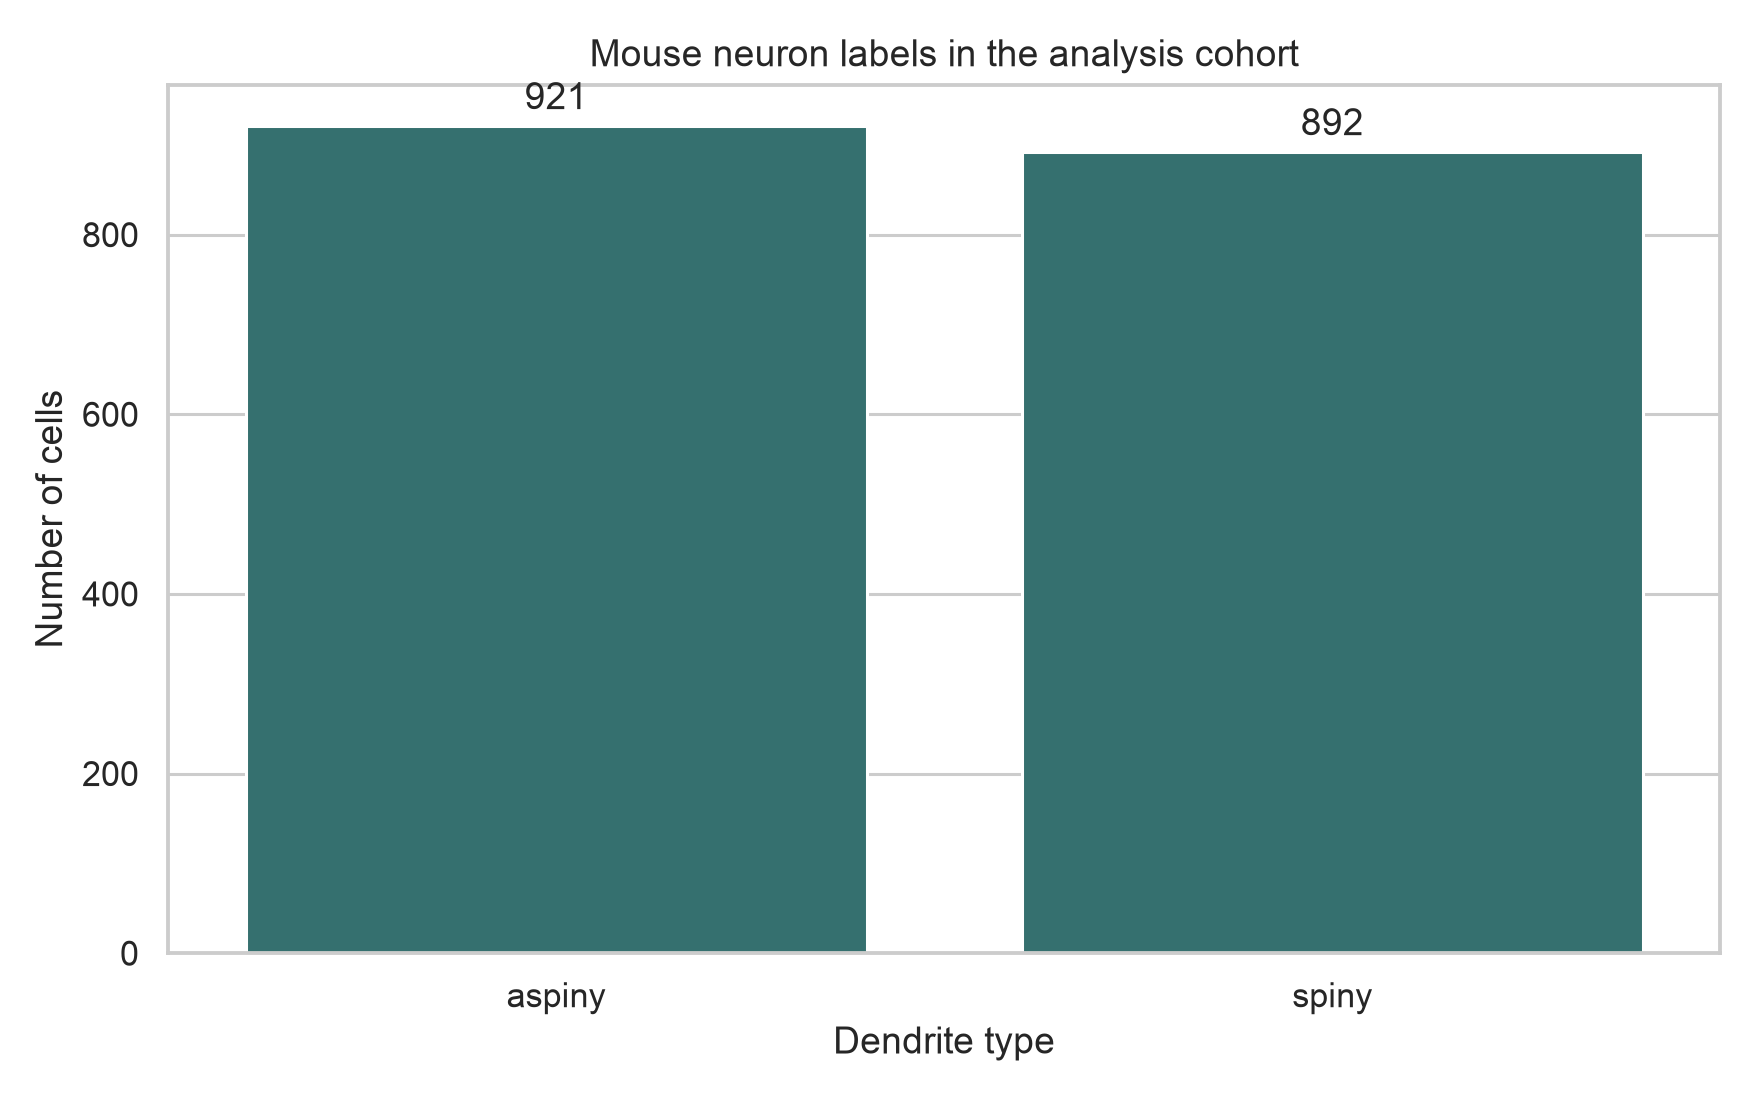 Mouse neuron labels in the analysis cohort
921
892
800
600
400
200
0
Number of cells
aspiny
spiny
Dendrite type